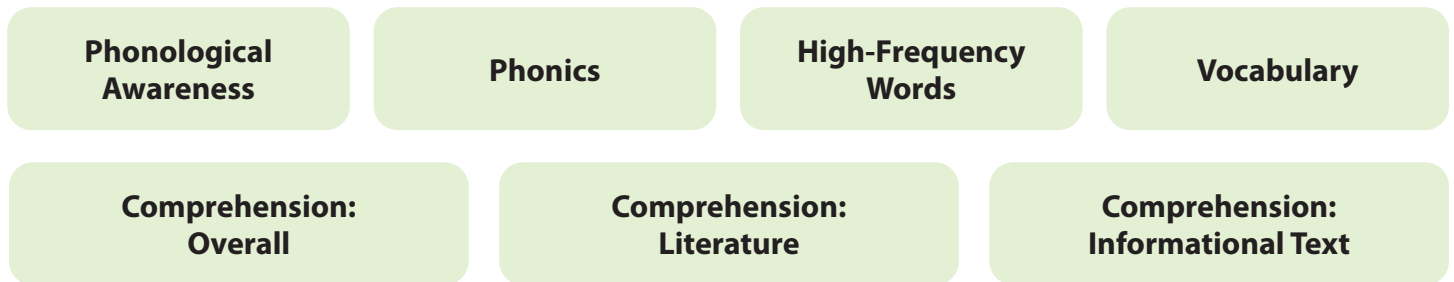 Phonological
Awareness
Phonics
High-Frequency
Words
Vocabulary
Comprehension:
Overall
Comprehension:
Literature
Comprehension:
Informational Text